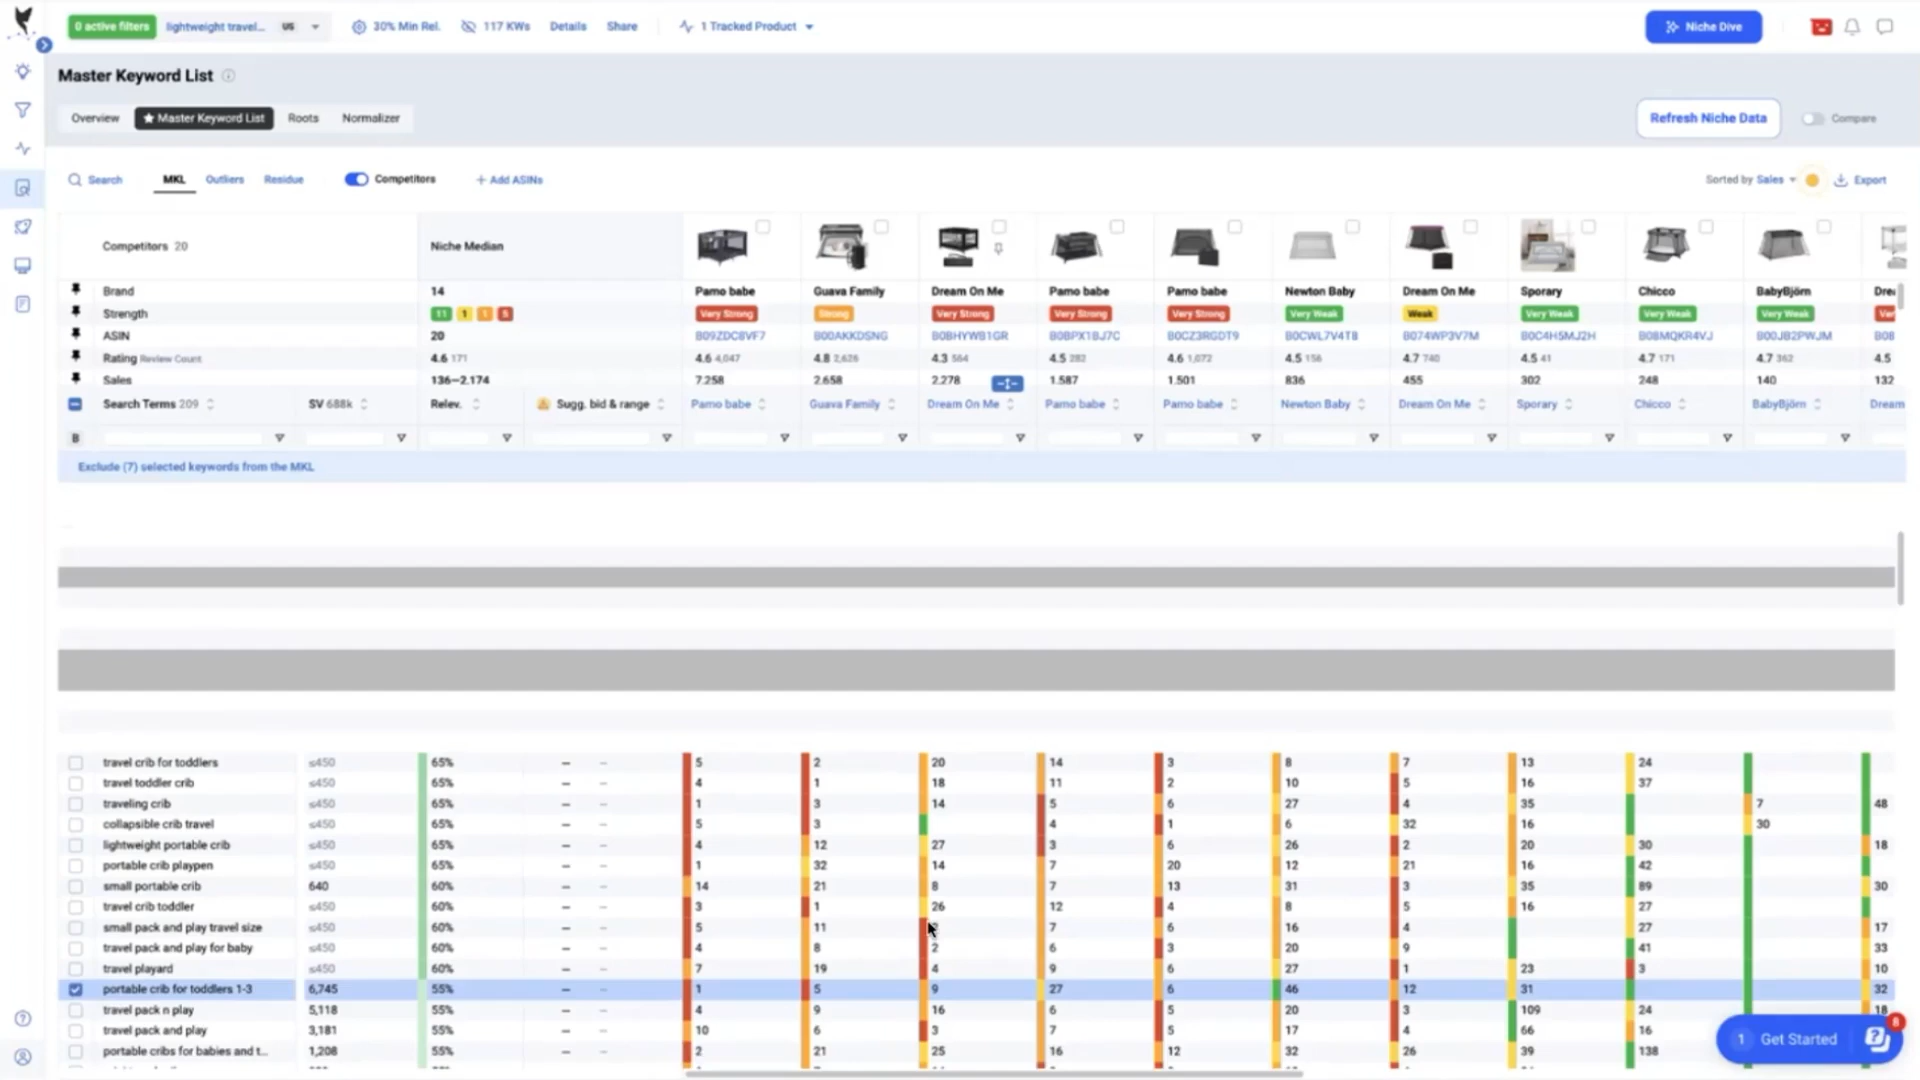 0 active filters lightweight travel... US 30% Min Rel. 117 KWs Details Share 1 Tracked Product Niche Dive
Master Keyword List
Overview Master Keyword List Roots Normalizer Refresh Niche Data Compare
Search MKL Outliers Residue Competitors + Add ASINs Sorted by Sales Export
Competitors 20 Niche Median
Brand 14 Pamo babe Guava Family Dream On Me Pamo babe Pamo babe Newton Baby Dream On Me Sporary Chicco BabyBjörn Drea
Strength 11 1 1 5 Very Strong Strong Very Strong Very Strong Very Strong Very Weak Weak Very Weak Very Weak Very Weak Ver
ASIN 20 B09ZDC8VF7 B00AKKDSNG B0BHYWB1GR B0BPX1BJ7C B0CZ3RGDT9 B0CWL7V4T8 B074WP3V7M B0C4H5MJ2H B08MQKR4VJ B00JB2PWJM B08
Rating Review Count 4.6 171 4.6 4,047 4.8 2,626 4.3 564 4.5 282 4.6 1,072 4.5 156 4.7 740 4.5 41 4.7 171 4.7 362 4.5
Sales 136—2.174 7.258 2.658 2.278 1.587 1.501 836 455 302 248 140 132
Search Terms 209 SV 688k Relev. Sugg. bid & range Pamo babe Guava Family Dream On Me Pamo babe Pamo babe Newton Baby Dream On Me Sporary Chicco BabyBjörn Dream
B
Exclude (7) selected keywords from the MKL
travel crib for toddlers ≤450 65% – – 5 2 20 14 3 8 7 13 24
travel toddler crib ≤450 65% – – 4 1 18 11 2 10 5 16 37
traveling crib ≤450 65% – – 1 3 14 5 6 27 4 35 7 48
collapsible crib travel ≤450 65% – – 5 3 4 1 6 32 16 30
lightweight portable crib ≤450 65% – – 4 12 27 3 6 26 2 20 30 18
portable crib playpen ≤450 65% – – 1 32 14 7 20 12 21 16 42
small portable crib 640 60% – – 14 21 8 7 13 31 3 35 89 30
travel crib toddler ≤450 60% – – 3 1 26 12 4 8 5 16 27
small pack and play travel size ≤450 60% – – 5 11 7 6 16 4 27 17
travel pack and play for baby ≤450 60% – – 4 8 2 6 3 20 9 41 33
travel playard ≤450 60% – – 7 19 4 9 6 27 1 23 3 10
portable crib for toddlers 1-3 6,745 55% – – 1 5 9 27 6 46 12 31 32
travel pack n play 5,118 55% – – 4 9 16 6 5 20 3 109 24 18
travel pack and play 3,181 55% – – 10 6 3 7 5 17 4 66 16
portable cribs for babies and t... 1,208 55% – – 2 21 25 16 12 32 26 39 138
1 Get Started 8